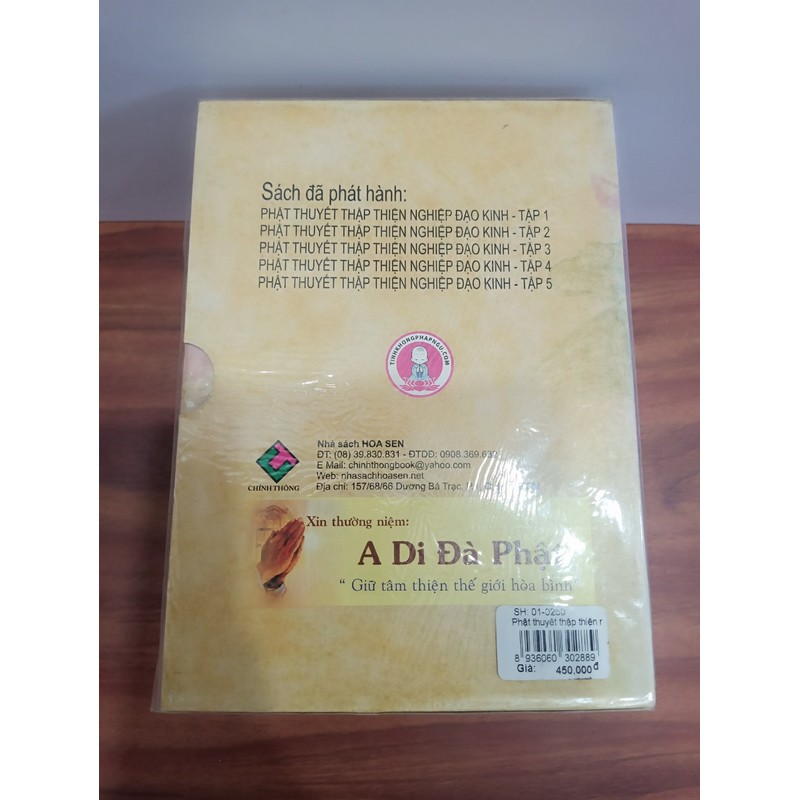 Sách đã phát hành:
PHẬT THUYẾT THẬP THIỆN NGHIỆP ĐẠO KINH - TẬP 1
PHẬT THUYẾT THẬP THIỆN NGHIỆP ĐẠO KINH - TẬP 2
PHẬT THUYẾT THẬP THIỆN NGHIỆP ĐẠO KINH - TẬP 3
PHẬT THUYẾT THẬP THIỆN NGHIỆP ĐẠO KINH - TẬP 4
PHẬT THUYẾT THẬP THIỆN NGHIỆP ĐẠO KINH - TẬP 5
TINHKHONGPHAPNGU.COM
CHÍNH THÔNG
Nhà sách HOA SEN
ĐT: (08) 39.830.831 - ĐTDD:
E Mail: chinhthongbook@yahoo.com
Web: nhasachhoasen.net
Địa chỉ: 157/68/66 Dương Bá Trạc,
Xin thường niệm:
A Di Đà Phật
“ Giữ tâm thiện thế giới hòa bình”
SH:
Phật thuyết thập thiện n
8 936060 302889
Giá: 450,000đ